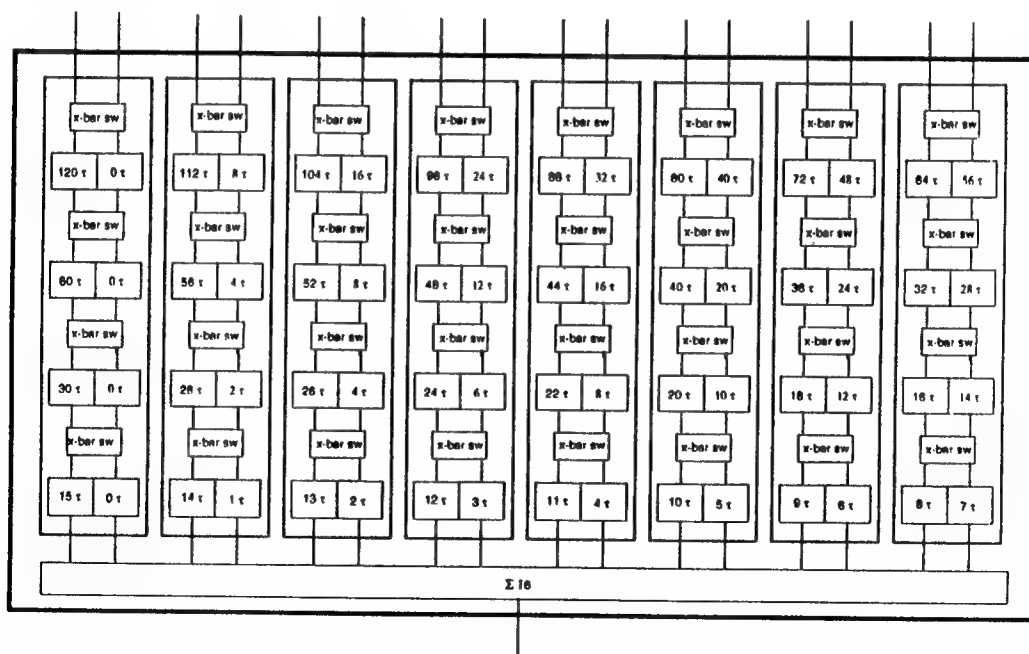 x-bar sw x-bar sw x-bar sw x-bar sw x-bar sw x-bar sw x-bar sw x-bar sw
120 τ 0 τ 112 τ 8 τ 104 τ 16 τ 96 τ 24 τ 88 τ 32 τ 80 τ 40 τ 72 τ 48 τ 64 τ 56 τ
x-bar sw x-bar sw x-bar sw x-bar sw x-bar sw x-bar sw x-bar sw x-bar sw
60 τ 0 τ 56 τ 4 τ 52 τ 8 τ 48 τ 12 τ 44 τ 16 τ 40 τ 20 τ 36 τ 24 τ 32 τ 28 τ
x-bar sw x-bar sw x-bar sw x-bar sw x-bar sw x-bar sw x-bar sw x-bar sw
30 τ 0 τ 28 τ 2 τ 26 τ 4 τ 24 τ 6 τ 22 τ 8 τ 20 τ 10 τ 18 τ 12 τ 16 τ 14 τ
x-bar sw x-bar sw x-bar sw x-bar sw x-bar sw x-bar sw x-bar sw x-bar sw
15 τ 0 τ 14 τ 1 τ 13 τ 2 τ 12 τ 3 τ 11 τ 4 τ 10 τ 5 τ 9 τ 6 τ 8 τ 7 τ
Σ 16